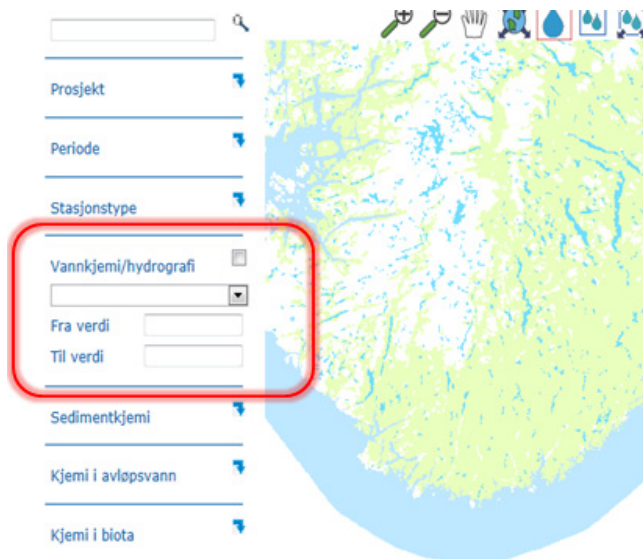 Prosjekt
Periode
Stasjonstype
Vannkjemi/hydrografi
Fra verdi
Til verdi
Sedimentkjemi
Kjemi i avløpsvann
Kjemi i biota